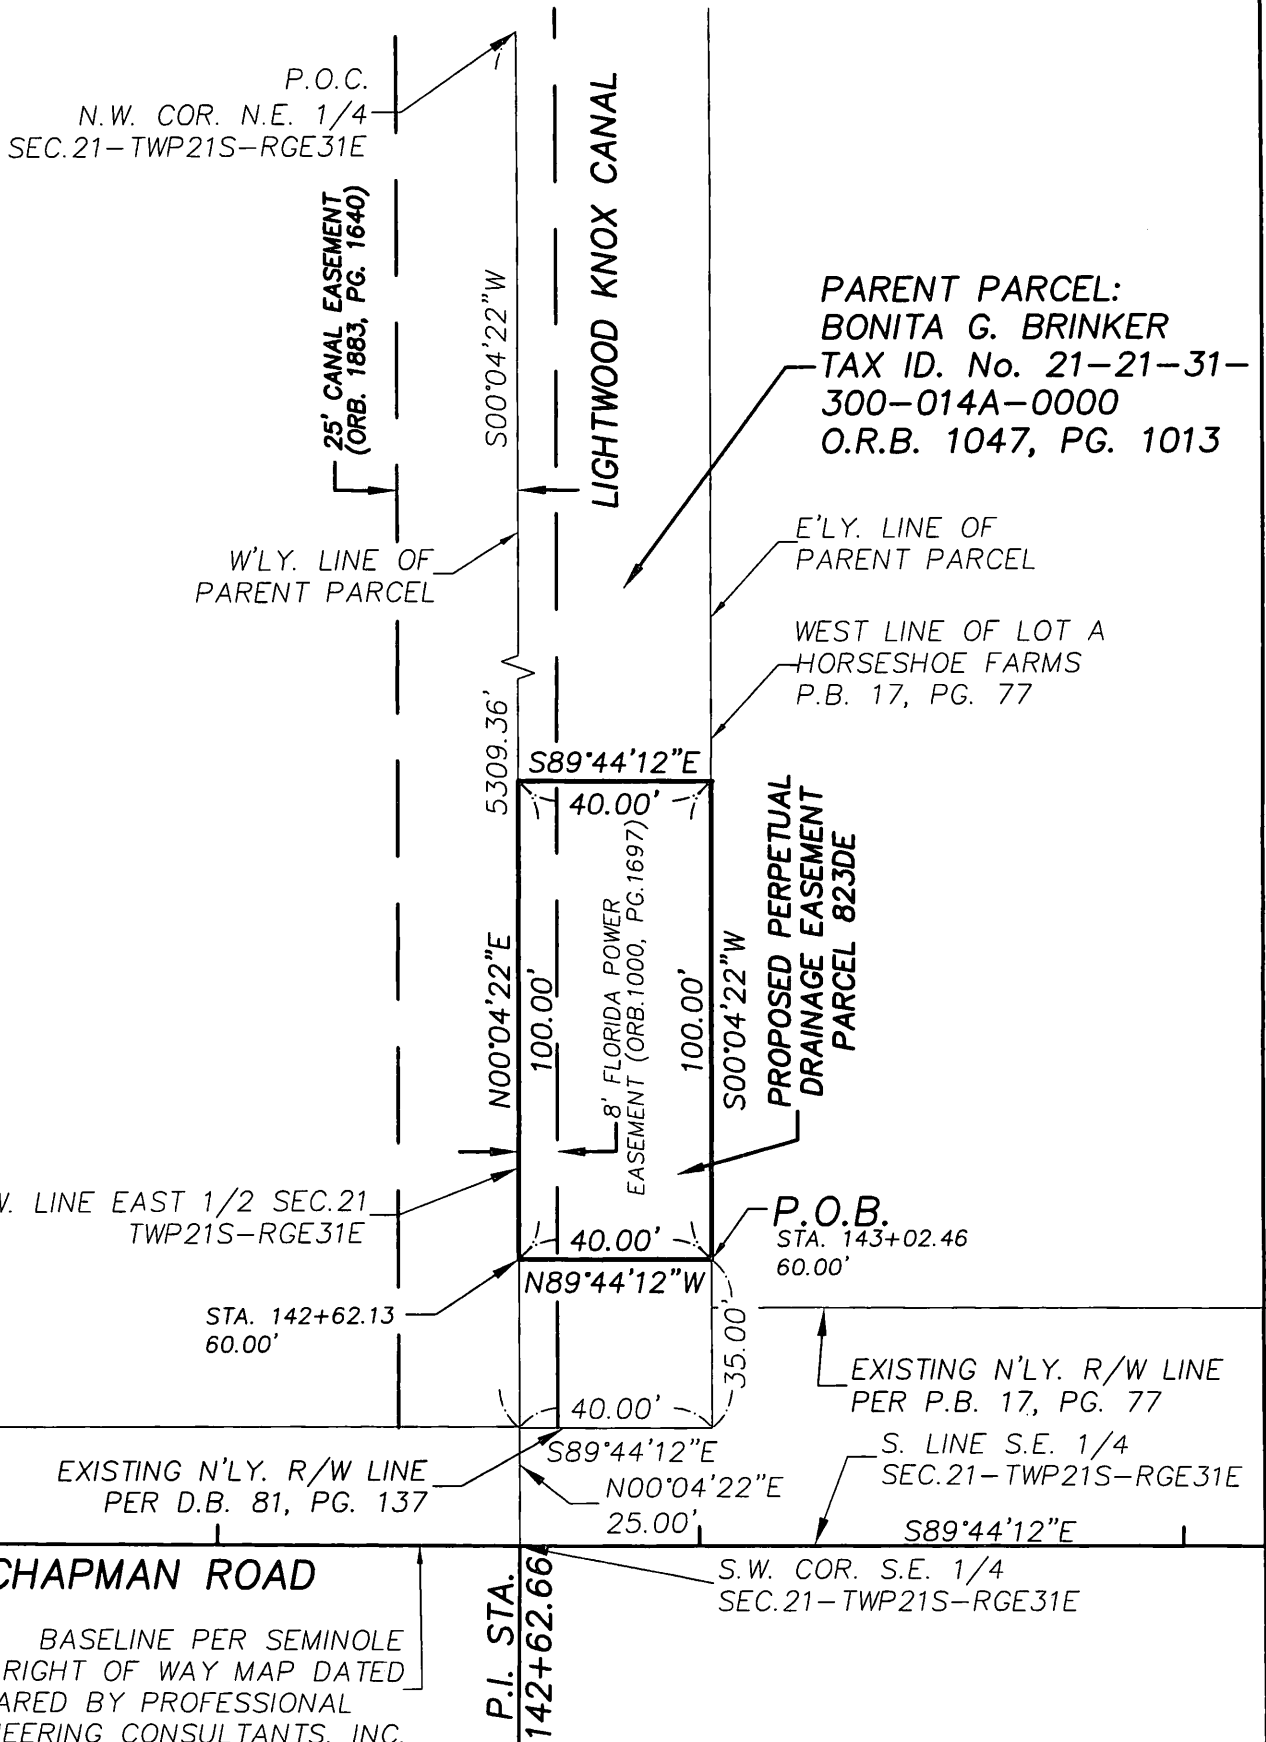 P.O.C.
N.W. COR. N.E. 1/4
SEC.21-TWP21S-RGE31E
25' CANAL EASEMENT
(ORB. 1883, PG. 1640)
S00°04'22"W
LIGHTWOOD KNOX CANAL
PARENT PARCEL:
BONITA G. BRINKER
TAX ID. No. 21-21-31-
300-014A-0000
O.R.B. 1047, PG. 1013
W'LY. LINE OF
PARENT PARCEL
E'LY. LINE OF
PARENT PARCEL
WEST LINE OF LOT A
HORSESHOE FARMS
P.B. 17, PG. 77
5309.36'
S89°44'12"E
40.00'
N00°04'22"E
100.00'
8' FLORIDA POWER
EASEMENT (ORB.1000, PG.1697)
100.00'
S00°04'22"W
PROPOSED PERPETUAL
DRAINAGE EASEMENT
PARCEL 823DE
W. LINE EAST 1/2 SEC.21
TWP21S-RGE31E
40.00'
N89°44'12"W
P.O.B.
STA. 143+02.46
60.00'
STA. 142+62.13
60.00'
35.00'
EXISTING N'LY. R/W LINE
PER P.B. 17, PG. 77
40.00'
S89°44'12"E
EXISTING N'LY. R/W LINE
PER D.B. 81, PG. 137
N00°04'22"E
25.00'
S. LINE S.E. 1/4
SEC.21-TWP21S-RGE31E
S89°44'12"E
CHAPMAN ROAD
S.W. COR. S.E. 1/4
SEC.21-TWP21S-RGE31E
P.I. STA.
142+62.66
BASELINE PER SEMINOLE
RIGHT OF WAY MAP DATED
ARED BY PROFESSIONAL
NEERING CONSULTANTS, INC.